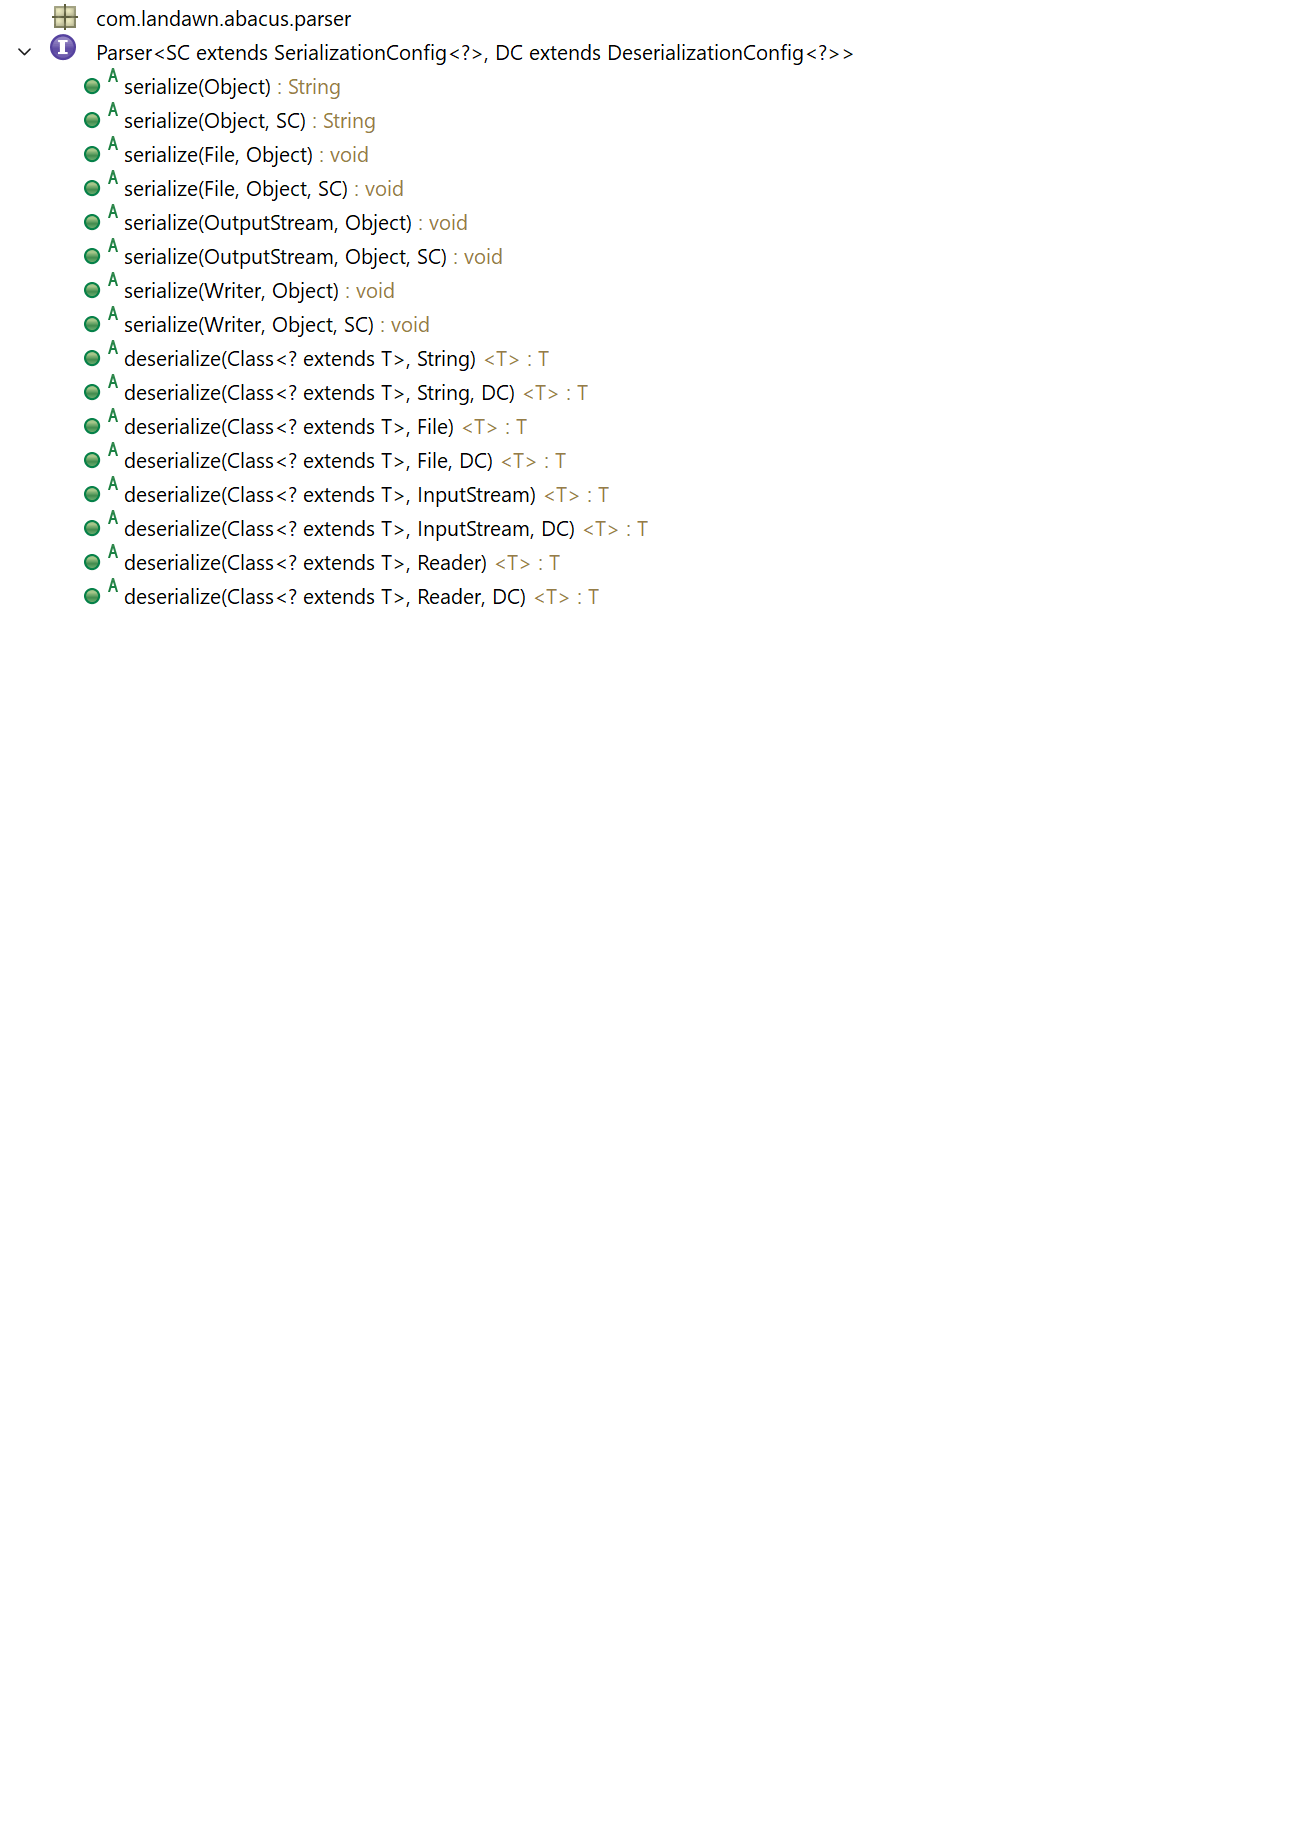 com.landawn.abacus.parser
I Parser<SC extends SerializationConfig<?>, DC extends DeserializationConfig<?>>
A serialize(Object) : String
A serialize(Object, SC) : String
A serialize(File, Object) : void
A serialize(File, Object, SC) : void
A serialize(OutputStream, Object) : void
A serialize(OutputStream, Object, SC) : void
A serialize(Writer, Object) : void
A serialize(Writer, Object, SC) : void
A deserialize(Class<? extends T>, String) <T> : T
A deserialize(Class<? extends T>, String, DC) <T> : T
A deserialize(Class<? extends T>, File) <T> : T
A deserialize(Class<? extends T>, File, DC) <T> : T
A deserialize(Class<? extends T>, InputStream) <T> : T
A deserialize(Class<? extends T>, InputStream, DC) <T> : T
A deserialize(Class<? extends T>, Reader) <T> : T
A deserialize(Class<? extends T>, Reader, DC) <T> : T